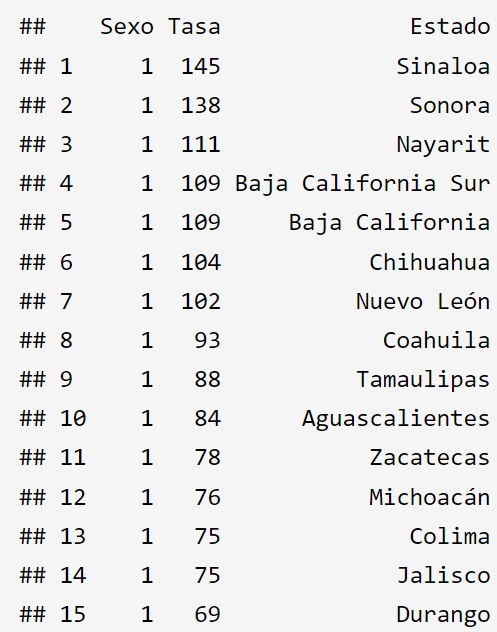 ##    Sexo Tasa              Estado
## 1     1  145             Sinaloa
## 2     1  138              Sonora
## 3     1  111             Nayarit
## 4     1  109 Baja California Sur
## 5     1  109     Baja California
## 6     1  104           Chihuahua
## 7     1  102          Nuevo León
## 8     1   93            Coahuila
## 9     1   88          Tamaulipas
## 10    1   84      Aguascalientes
## 11    1   78           Zacatecas
## 12    1   76           Michoacán
## 13    1   75              Colima
## 14    1   75             Jalisco
## 15    1   69             Durango